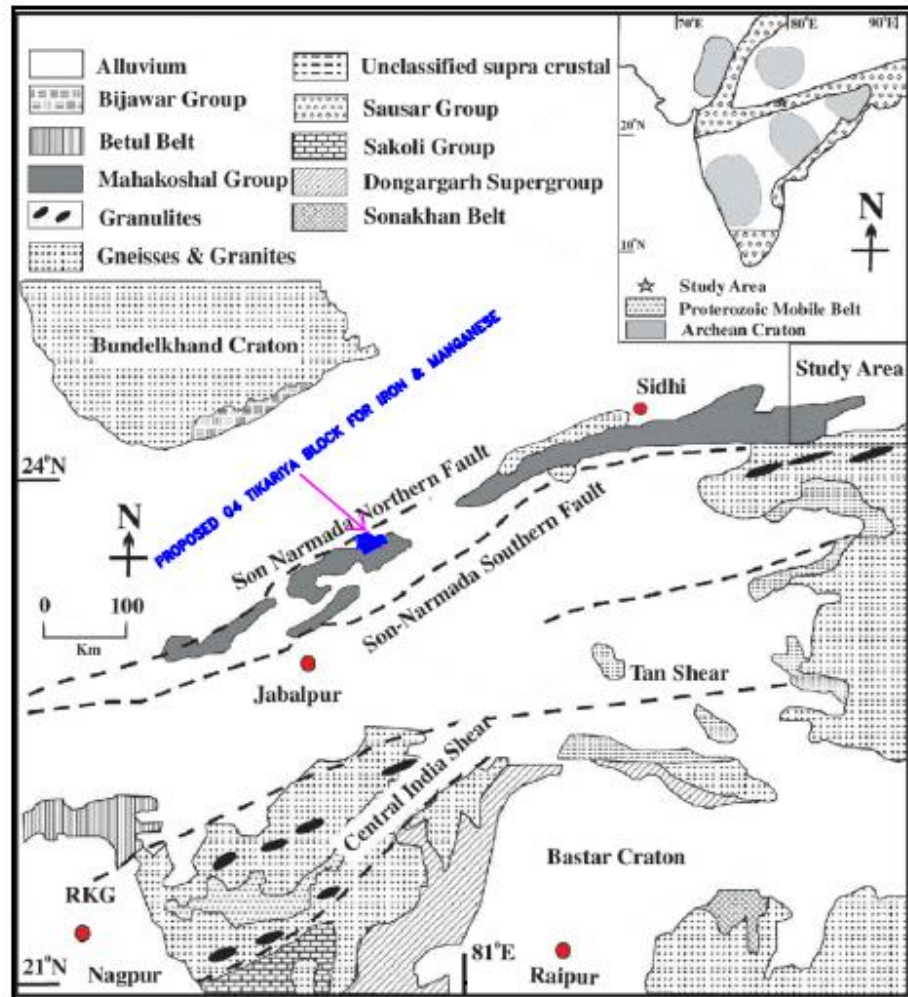 Alluvium
Bijawar Group
Betul Belt
Mahakoshal Group
Granulites
Gneisses & Granites
Unclassified supra crustal
Sausar Group
Sakoli Group
Dongargarh Supergroup
Sonakhan Belt
70°E 80°E 90°E
20°N
10°N
N
Study Area
Proterozoic Mobile Belt
Archean Craton
Bundelkhand Craton
PROPOSED G4 TIKARIYA BLOCK FOR IRON & MANGANESE
Study Area
Sidhi
24°N
Son Narmada Northern Fault
N
Son-Narmada Southern Fault
0 100
Km
Jabalpur
Tan Shear
Central India Shear
Bastar Craton
RKG
21°N
Nagpur
81°E
Raipur